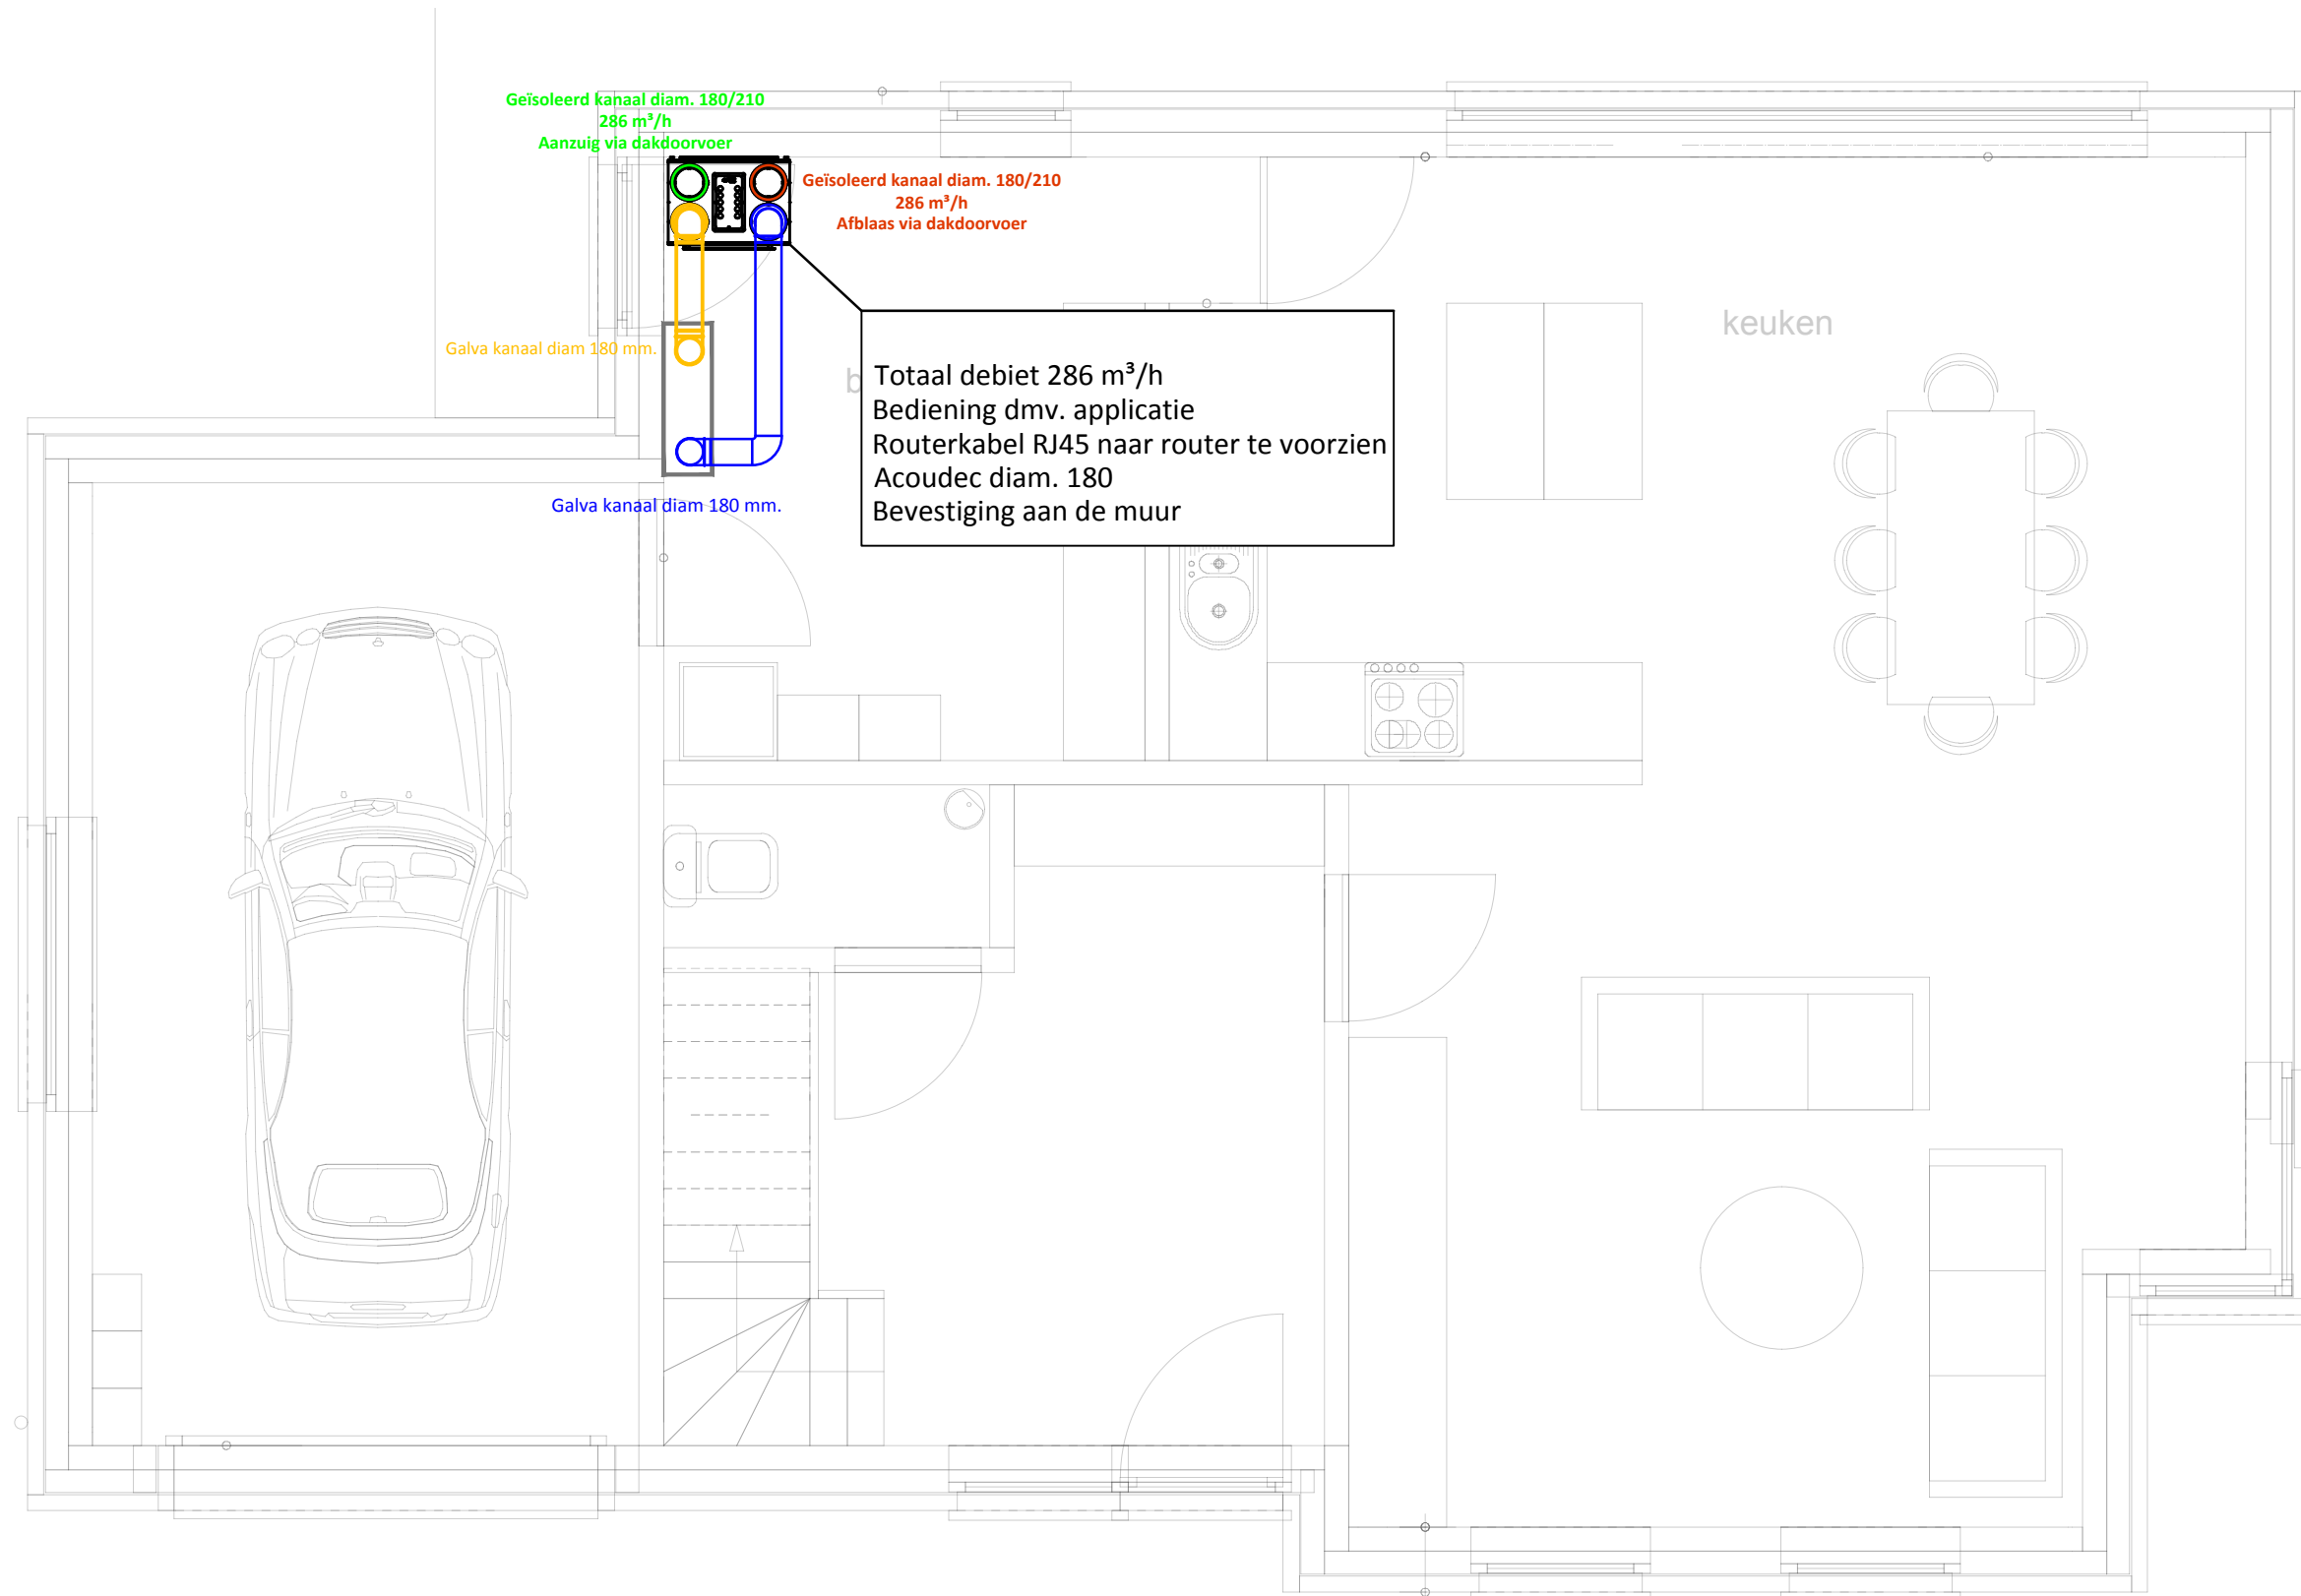 Geïsoleerd kanaal diam. 180/210
286 m³/h
Aanzuig via dakdoorvoer
Geïsoleerd kanaal diam. 180/210
286 m³/h
Afblaas via dakdoorvoer
Galva kanaal diam 180 mm.
keuken
Totaal debiet 286 m³/h
Bediening dmv. applicatie
Routerkabel RJ45 naar router te voorzien
Acoudec diam. 180
Bevestiging aan de muur
Galva kanaal diam 180 mm.